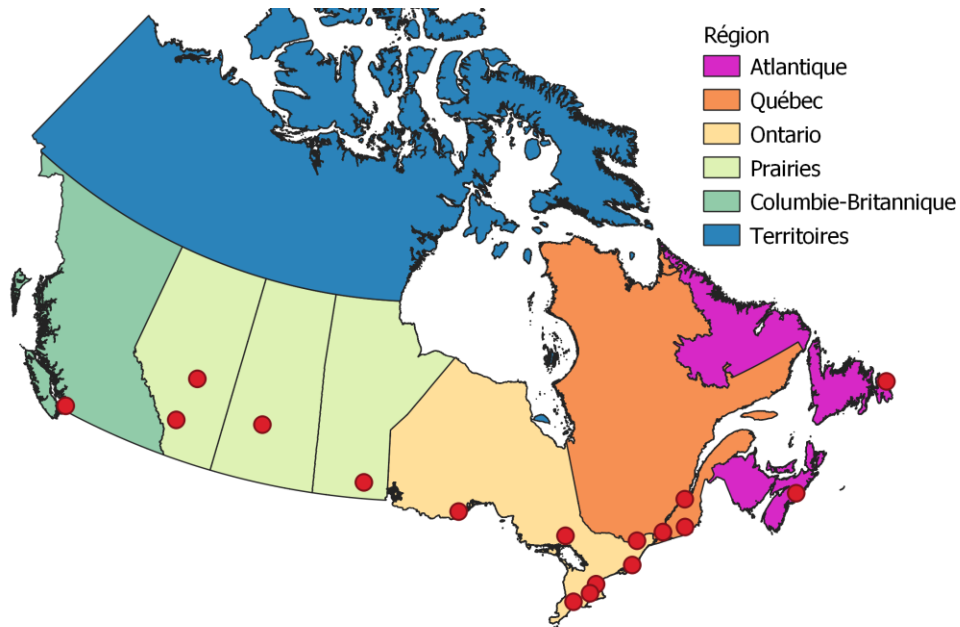 Région
Atlantique
Québec
Ontario
Prairies
Columbie-Britannique
Territoires